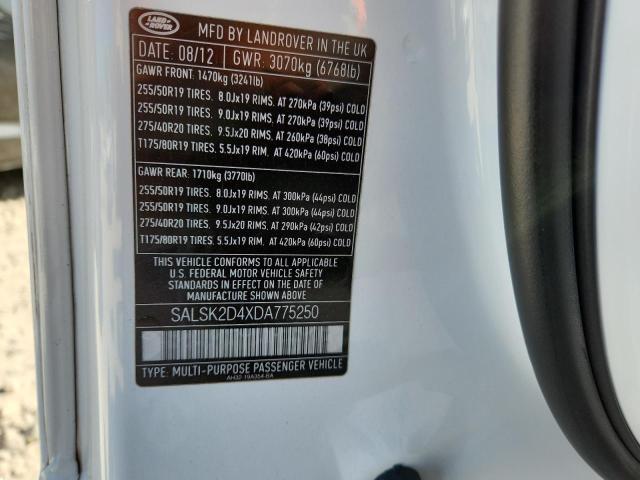 LAND ROVER
MFD BY LANDROVER IN THE UK
DATE: 08/12 GWR: 3070kg (6768lb)
GAWR FRONT: 1470kg (3241lb)
255/50R19 TIRES. 8.0Jx19 RIMS. AT 270kPa (39psi) COLD
255/50R19 TIRES. 9.0Jx19 RIMS. AT 270kPa (39psi) COLD
275/40R20 TIRES. 9.5Jx20 RIMS. AT 260kPa (38psi) COLD
T175/80R19 TIRES. 5.5Jx19 RIM. AT 420kPa (60psi) COLD
GAWR REAR: 1710kg (3770lb)
255/50R19 TIRES. 8.0Jx19 RIMS. AT 300kPa (44psi) COLD
255/50R19 TIRES. 9.0Jx19 RIMS. AT 300kPa (44psi) COLD
275/40R20 TIRES. 9.5Jx20 RIMS. AT 290kPa (42psi) COLD
T175/80R19 TIRES. 5.5Jx19 RIM. AT 420kPa (60psi) COLD
THIS VEHICLE CONFORMS TO ALL APPLICABLE
U.S. FEDERAL MOTOR VEHICLE SAFETY
STANDARDS IN EFFECT ON THE DATE OF
MANUFACTURE SHOWN ABOVE.
SALSK2D4XDA775250
TYPE: MULTI-PURPOSE PASSENGER VEHICLE
AH32-19A354-BA